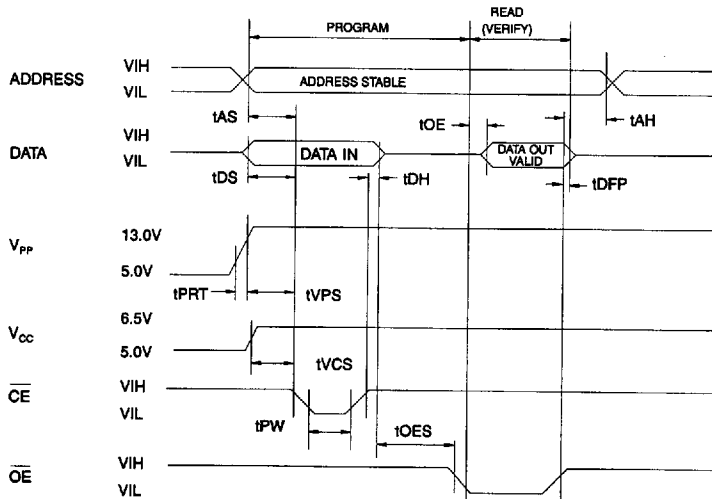 PROGRAM
READ
(VERIFY)
ADDRESS
VIH
VIL
ADDRESS STABLE
tAS
tOE
tAH
DATA
VIH
VIL
DATA IN
DATA OUT
VALID
tDS
tDH
tDFP
VPP
13.0V
5.0V
tPRT
tVPS
VCC
6.5V
5.0V
tVCS
CE
VIH
VIL
tPW
tOES
OE
VIH
VIL